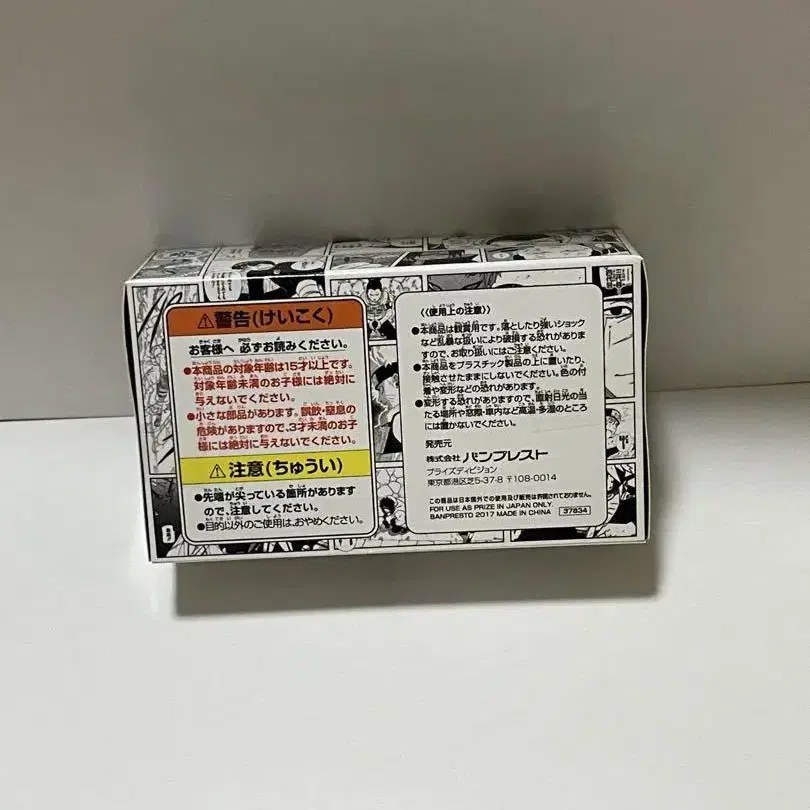 ⚠警告(けいこく)
お客様へ 必ずお読みください。
●本商品の対象年齢は15才以上です。
対象年齢未満のお子様には絶対に
与えないでください。
●小さな部品があります。誤飲・窒息の
危険がありますので、3才未満のお子
様には絶対に与えないでください。
⚠注意(ちゅうい)
●先端が尖っている箇所があります
ので、注意してください。
●目的以外のご使用は、おやめください。
《使用上の注意》
●本商品は観賞用です。落としたり強いショック
など乱暴な扱いにより破損する恐れがあり
ますので、お取り扱いにはご注意ください。
●本商品をプラスチック製品の上に置いたり、
接触させたままにしないでください。色の付
着や変形などの恐れがあります。
●変形する恐れがありますので、直射日光の当
たる場所や窓際・車内など高温・多湿のところ
には置かないでください。
発売元
株式会社 バンプレスト
プライズディビジョン
東京都港区芝5-37-8 〒108-0014
この商品は日本国外での使用及び販売は許諾されておりません。
FOR USE AS PRIZE IN JAPAN ONLY.
BANPRESTO 2017 MADE IN CHINA
37834